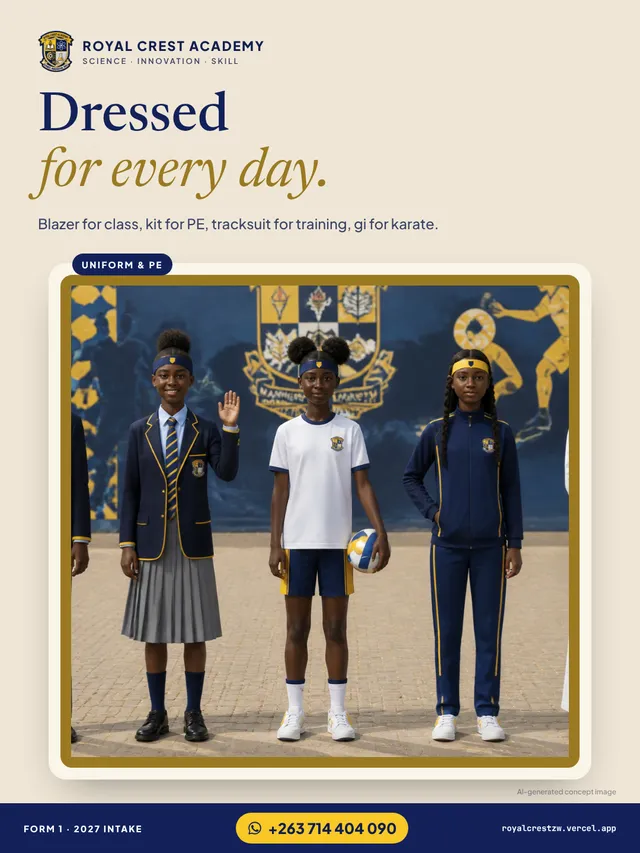 ROYAL CREST ACADEMY
SCIENCE · INNOVATION · SKILL
Dressed
for every day.
Blazer for class, kit for PE, tracksuit for training, gi for karate.
UNIFORM & PE
AI-generated concept image
FORM 1 · 2027 INTAKE
+263 714 404 090
royalcrestzw.vercel.app